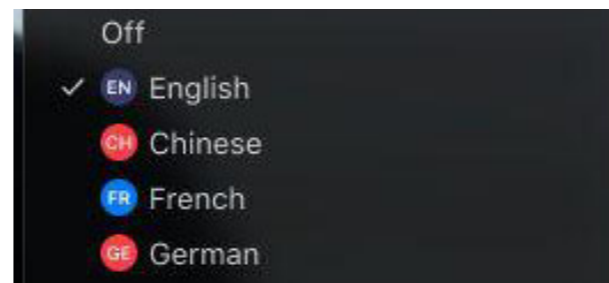 Off
EN English
CH Chinese
FR French
GE German